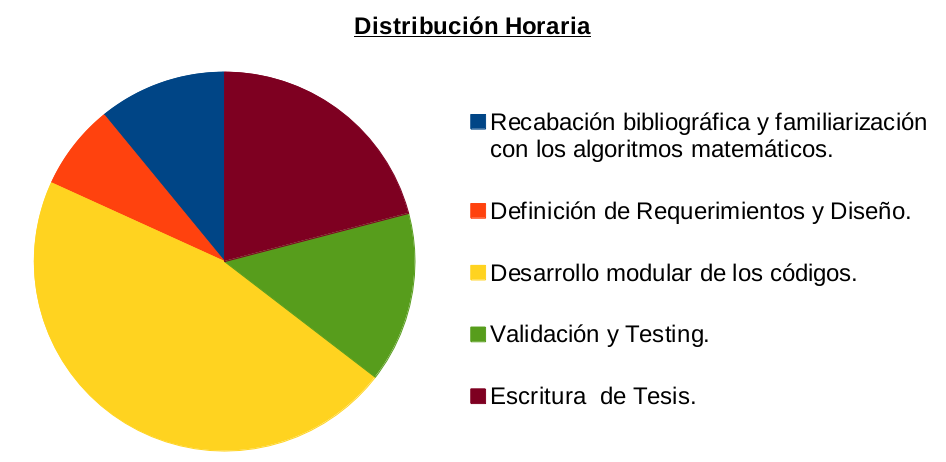 Distribución Horaria
Recabación bibliográfica y familiarización
con los algoritmos matemáticos.
Definición de Requerimientos y Diseño.
Desarrollo modular de los códigos.
Validación y Testing.
Escritura  de Tesis.